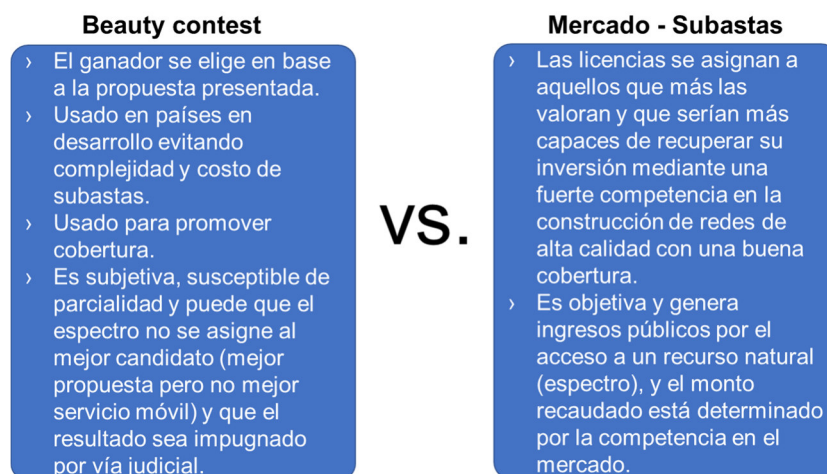 Beauty contest
› El ganador se elige en base
a la propuesta presentada.
› Usado en países en
desarrollo evitando
complejidad y costo de
subastas.
› Usado para promover
cobertura.
› Es subjetiva, susceptible de
parcialidad y puede que el
espectro no se asigne al
mejor candidato (mejor
propuesta pero no mejor
servicio móvil) y que el
resultado sea impugnado
por vía judicial.
vs.
Mercado - Subastas
› Las licencias se asignan a
aquellos que más las
valoran y que serían más
capaces de recuperar su
inversión mediante una
fuerte competencia en la
construcción de redes de
alta calidad con una buena
cobertura.
› Es objetiva y genera
ingresos públicos por el
acceso a un recurso natural
(espectro), y el monto
recaudado está determinado
por la competencia en el
mercado.